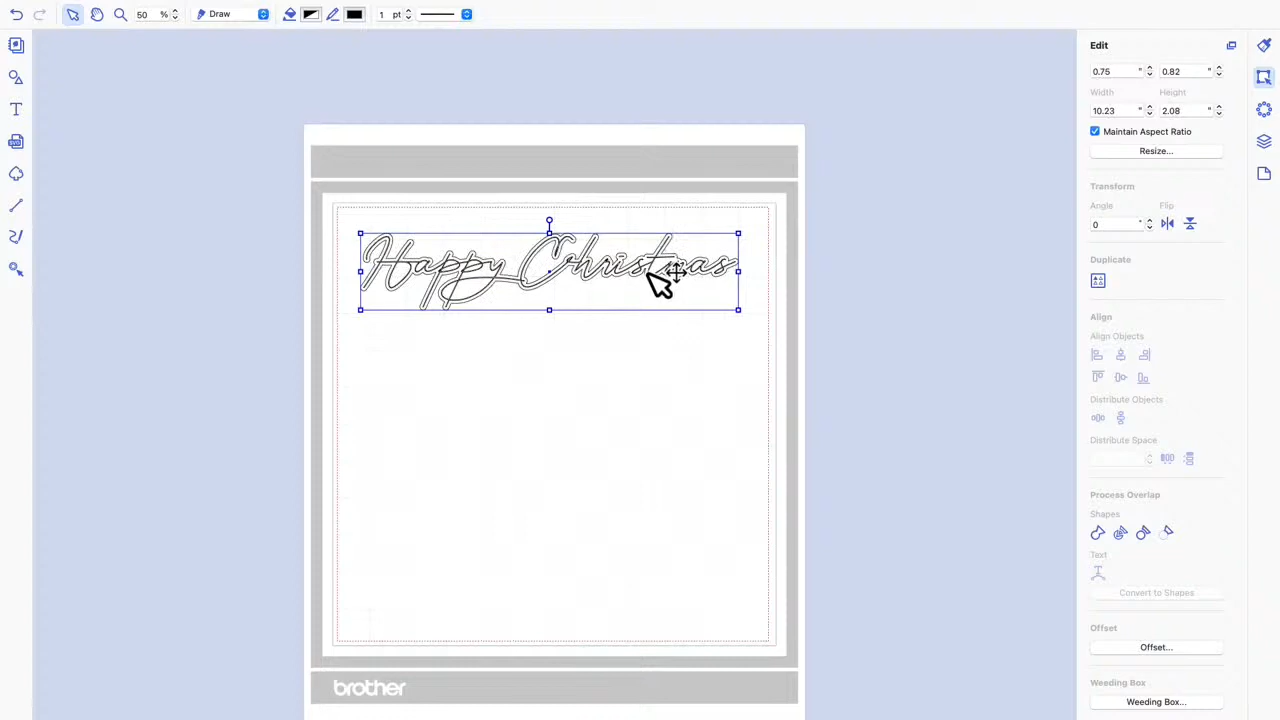 50 %
Draw
1 pt
Edit
0.75 " 0.82 "
Width Height
10.23 " 2.08 "
Maintain Aspect Ratio
Resize...
Transform
Angle Flip
0 °
Duplicate
Align
Align Objects
Distribute Objects
Distribute Space
Process Overlap
Shapes
Text
Convert to Shapes
Offset
Offset...
Weeding Box
Weeding Box...
Happy Christmas
brother